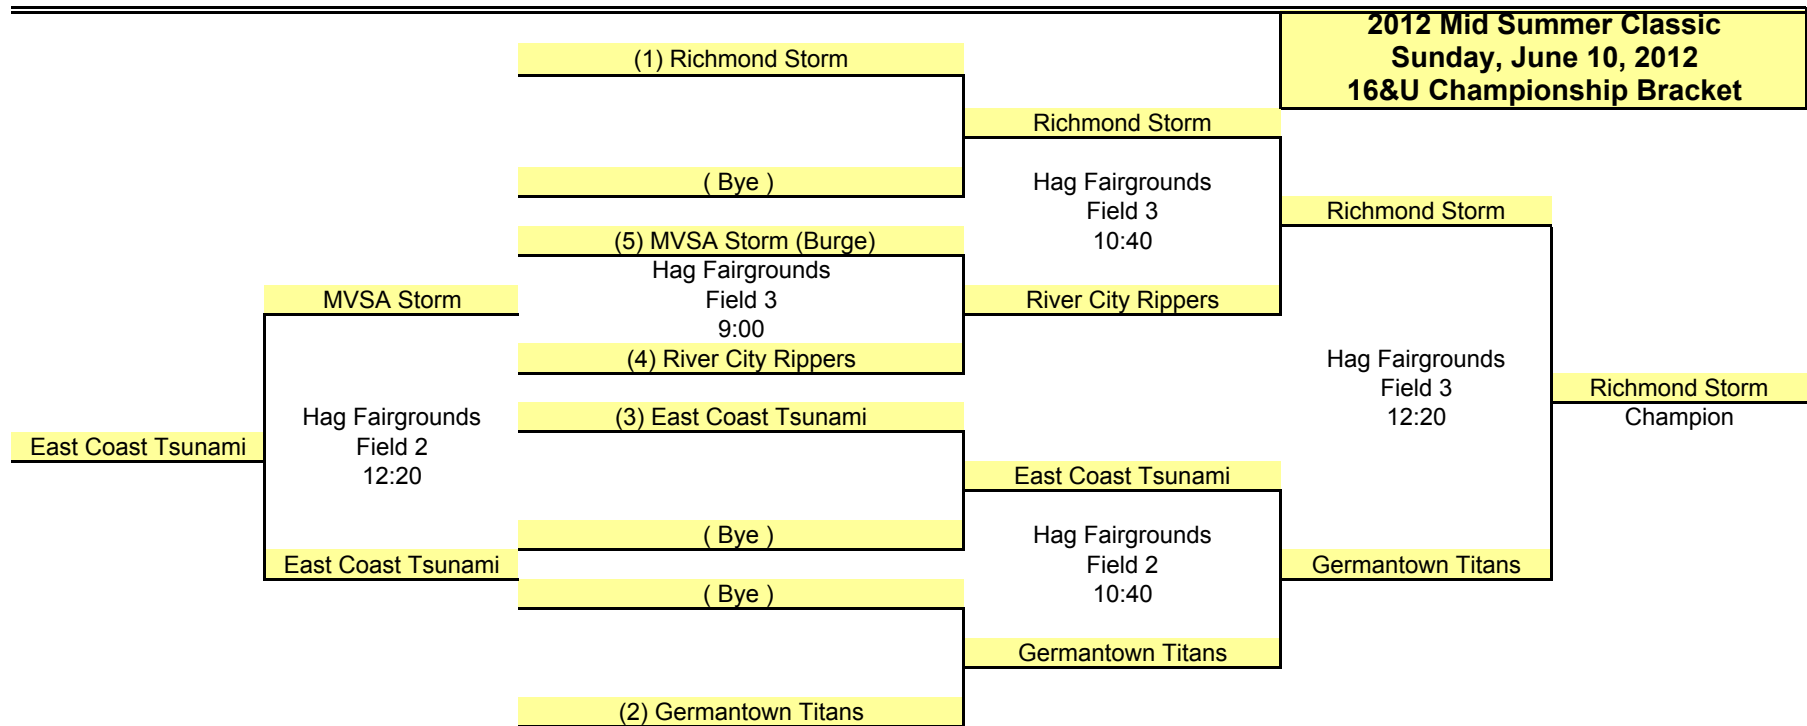 2012 Mid Summer Classic
Sunday, June 10, 2012
16&U Championship Bracket
(1) Richmond Storm
Richmond Storm
( Bye )
Hag Fairgrounds
Field 3
10:40
Richmond Storm
(5) MVSA Storm (Burge)
Hag Fairgrounds
Field 3
9:00
MVSA Storm
River City Rippers
(4) River City Rippers
Hag Fairgrounds
Field 3
12:20
Richmond Storm
Champion
(3) East Coast Tsunami
Hag Fairgrounds
Field 2
12:20
East Coast Tsunami
East Coast Tsunami
( Bye )
Hag Fairgrounds
Field 2
10:40
East Coast Tsunami
Germantown Titans
( Bye )
Germantown Titans
(2) Germantown Titans